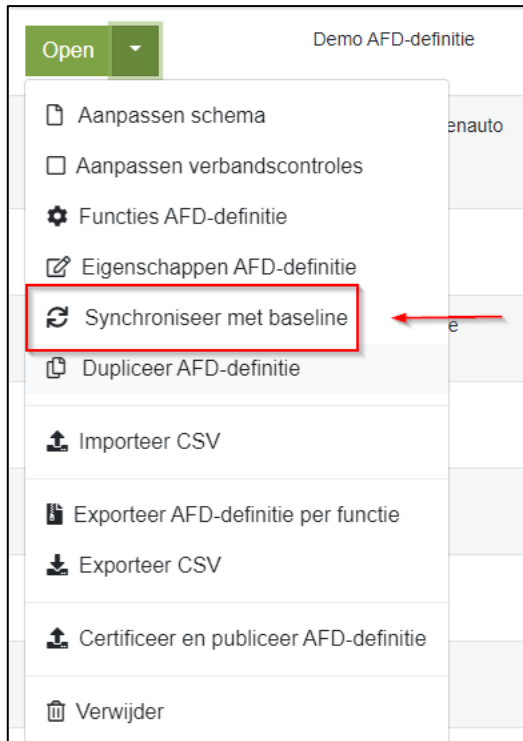 Open
Demo AFD-definitie
Aanpassen schema
enauto
Aanpassen verbandscontroles
Functies AFD-definitie
Eigenschappen AFD-definitie
Synchroniseer met baseline
e
Dupliceer AFD-definitie
Importeer CSV
Exporteer AFD-definitie per functie
Exporteer CSV
Certificeer en publiceer AFD-definitie
Verwijder